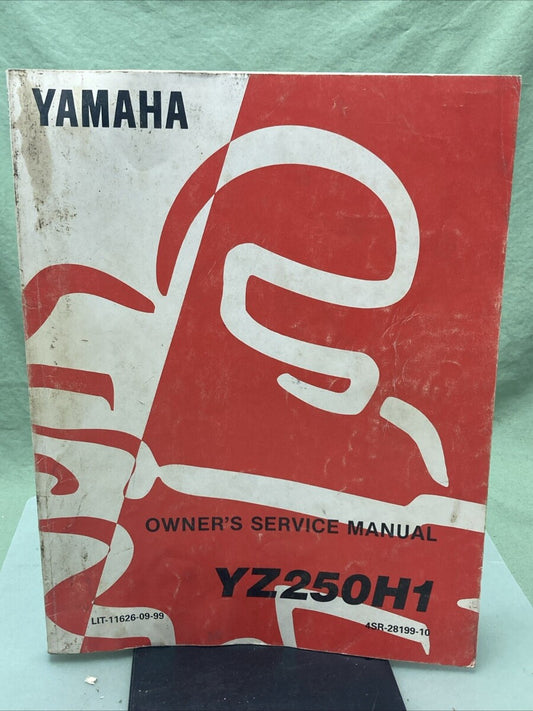 YAMAHA
OWNER'S SERVICE MANUAL
YZ250H1
LIT-11626-09-99
4SR-28199-10